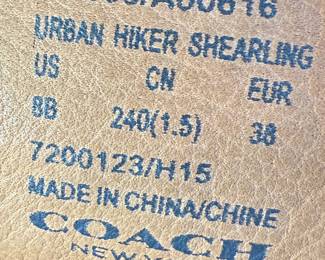 URBAN HIKER SHEARLING
US CN EUR
8B 240(1.5) 38
7200123/H15
MADE IN CHINA/CHINE
COACH